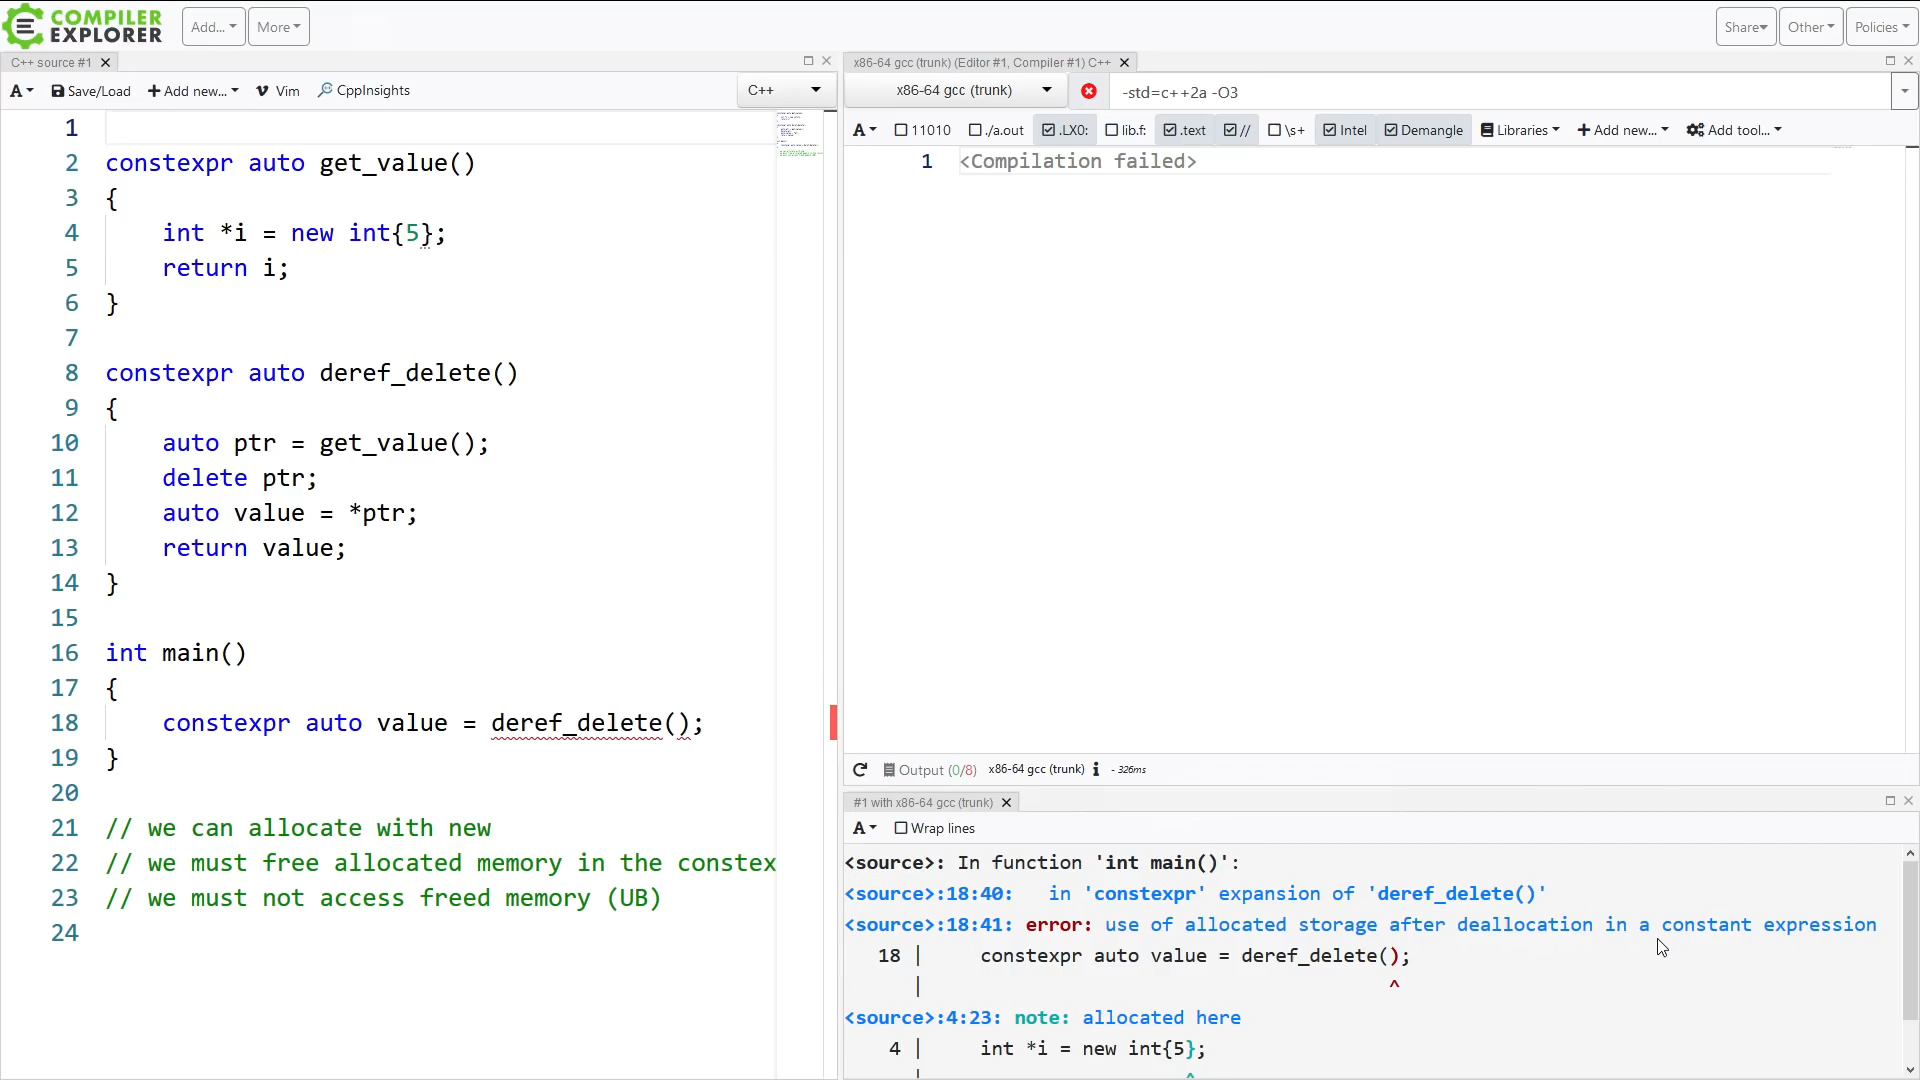 COMPILER
EXPLORER
Add...
More
Share
Other
Policies
C++ source #1
A
Save/Load
Add new...
Vim
CppInsights
C++
1
2 constexpr auto get_value()
3 {
4 int *i = new int{5};
5 return i;
6 }
7
8 constexpr auto deref_delete()
9 {
10 auto ptr = get_value();
11 delete ptr;
12 auto value = *ptr;
13 return value;
14 }
15
16 int main()
17 {
18 constexpr auto value = deref_delete();
19 }
20
21 // we can allocate with new
22 // we must free allocated memory in the constex
23 // we must not access freed memory (UB)
24
x86-64 gcc (trunk) (Editor #1, Compiler #1) C++
x86-64 gcc (trunk)
-std=c++2a -O3
A
11010
./a.out
.LX0:
lib.f:
.text
//
\s+
Intel
Demangle
Libraries
Add new...
Add tool...
1 <Compilation failed>
Output (0/8) x86-64 gcc (trunk) i - 326ms
#1 with x86-64 gcc (trunk)
A
Wrap lines
<source>: In function 'int main()':
<source>:18:40: in 'constexpr' expansion of 'deref_delete()'
<source>:18:41: error: use of allocated storage after deallocation in a constant expression
18 | constexpr auto value = deref_delete();
| ^
<source>:4:23: note: allocated here
4 | int *i = new int{5};
| ^